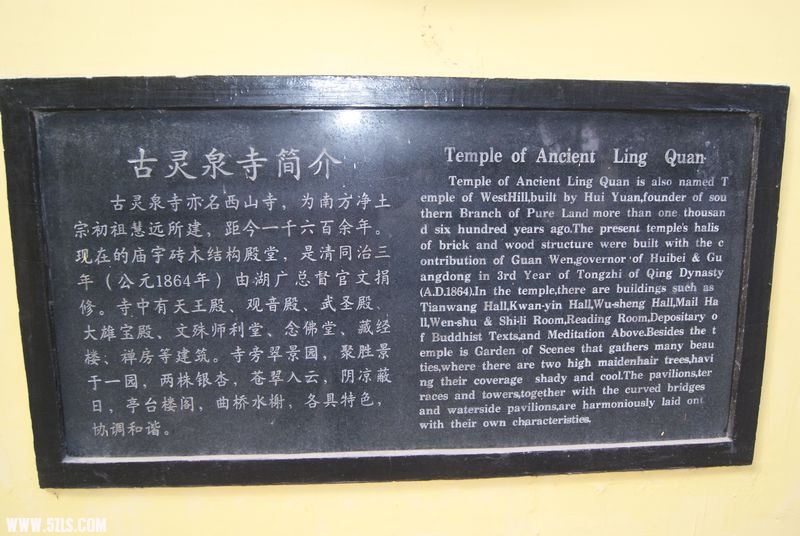 古灵泉寺简介
古灵泉寺亦名西山寺，为南方净土
宗初祖慧远所建，距今一千六百余年。
现在的庙宇砖木结构殿堂，是清同治三
年（公元1864年）由湖广总督官文捐
修。寺中有天王殿、观音殿、武圣殿、
大雄宝殿、文殊师利堂、念佛堂、藏经
楼、禅房等建筑。寺旁翠景园，聚胜景
于一园，两株银杏，苍翠入云，阴凉蔽
日，亭台楼阁，曲桥水榭，各具特色，
协调和谐。
Temple of Ancient Ling Quan
Temple of Ancient Ling Quan is also named T
emple of WestHill,built by Hui Yuan,founder of sou
thern Branch of Pure Land more than one thousan
d six hundred years ago.The present temple's halis
of brick and wood structure were built with the c
ontribution of Guan Wen,governor of Huibei & Gu
angdong in 3rd Year of Tongzhi of Qing Dynasty
(A.D.1864).In the temple,there are buildings such as
Tianwang Hall,Kwan-yin Hall,Wu-sheng Hall,Mail Ha
ll,Wen-shu & Shi-li Room,Reading Room,Depositary o
f Buddhist Texts,and Meditation Above.Besides the t
emple is Garden of Scenes that gathers many beau
ties,where there are two high maidenhair trees,havi
ng their coverage shady and cool.The pavilions,ter
races and towers,together with the curved bridges
and waterside pavilions,are harmoniously laid ont
with their own characteristics.
WWW.5ILS.COM